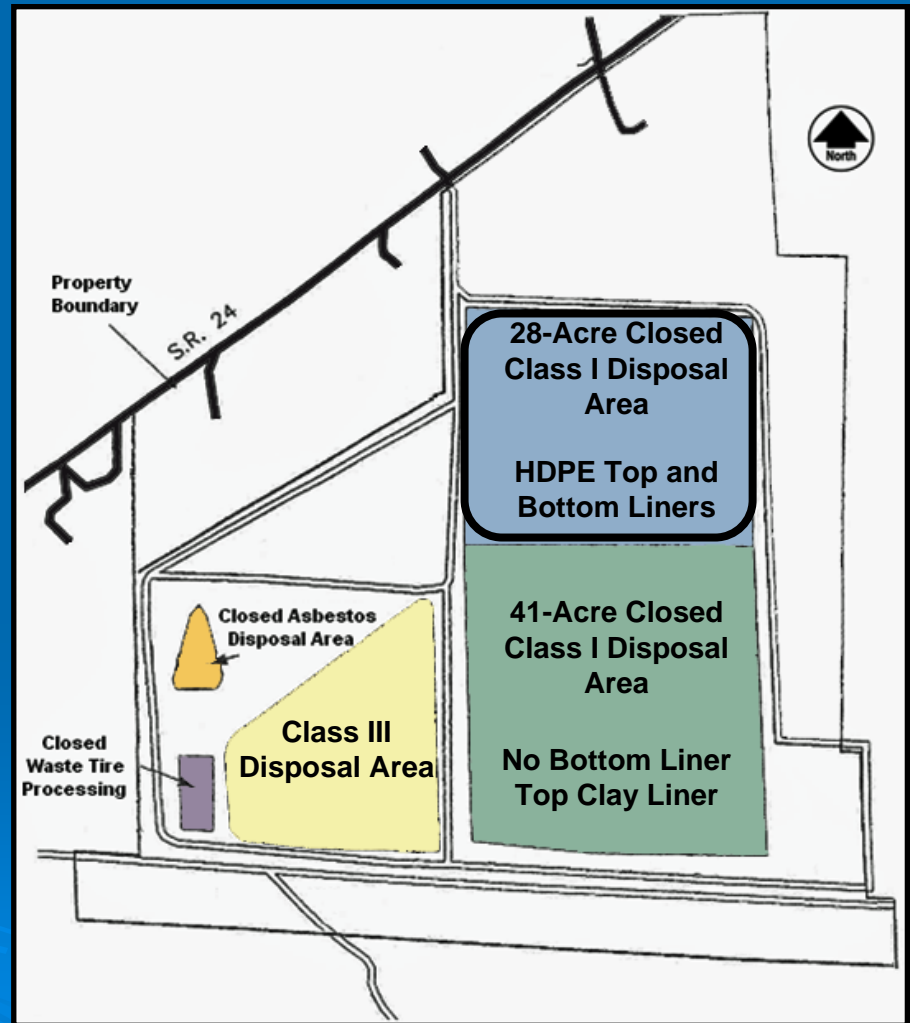 North
Property
Boundary
S.R. 24
28-Acre Closed
Class I Disposal
Area
HDPE Top and
Bottom Liners
Closed Asbestos
Disposal Area
41-Acre Closed
Class I Disposal
Area
Class III
Disposal Area
Closed
Waste Tire
Processing
No Bottom Liner
Top Clay Liner